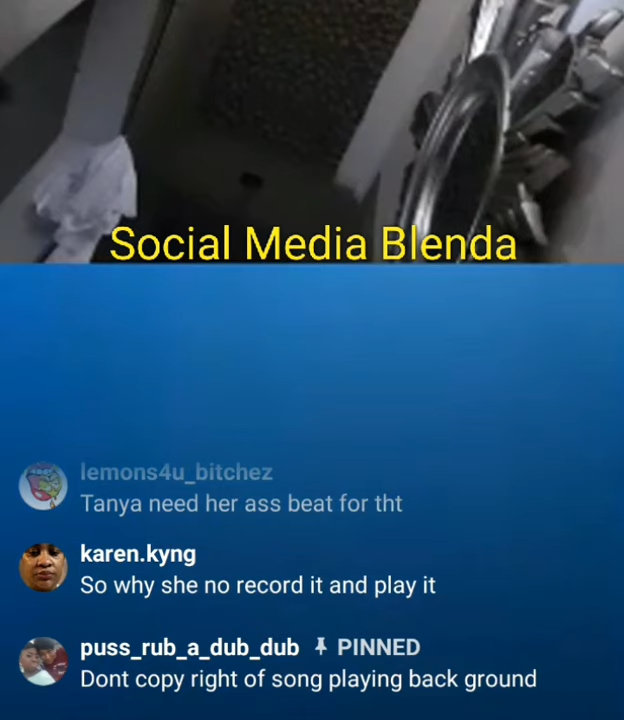 Social Media Blenda
lemons4u_bitchez
Tanya need her ass beat for tht
karen.kyng
So why she no record it and play it
puss_rub_a_dub_dub PINNED
Dont copy right of song playing back ground